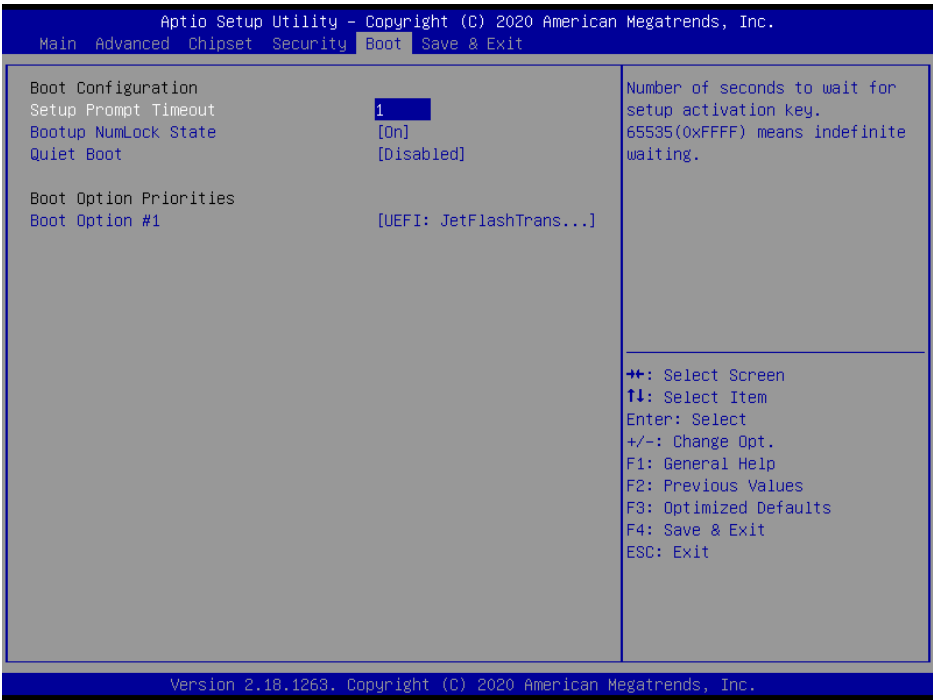 Aptio Setup Utility – Copyright (C) 2020 American Megatrends, Inc.
Main Advanced Chipset Security Boot Save & Exit
Boot Configuration
Setup Prompt Timeout 1
Bootup NumLock State [On]
Quiet Boot [Disabled]
Boot Option Priorities
Boot Option #1 [UEFI: JetFlashTrans...]
Number of seconds to wait for
setup activation key.
65535(0xFFFF) means indefinite
waiting.
→←: Select Screen
↑↓: Select Item
Enter: Select
+/-: Change Opt.
F1: General Help
F2: Previous Values
F3: Optimized Defaults
F4: Save & Exit
ESC: Exit
Version 2.18.1263. Copyright (C) 2020 American Megatrends, Inc.